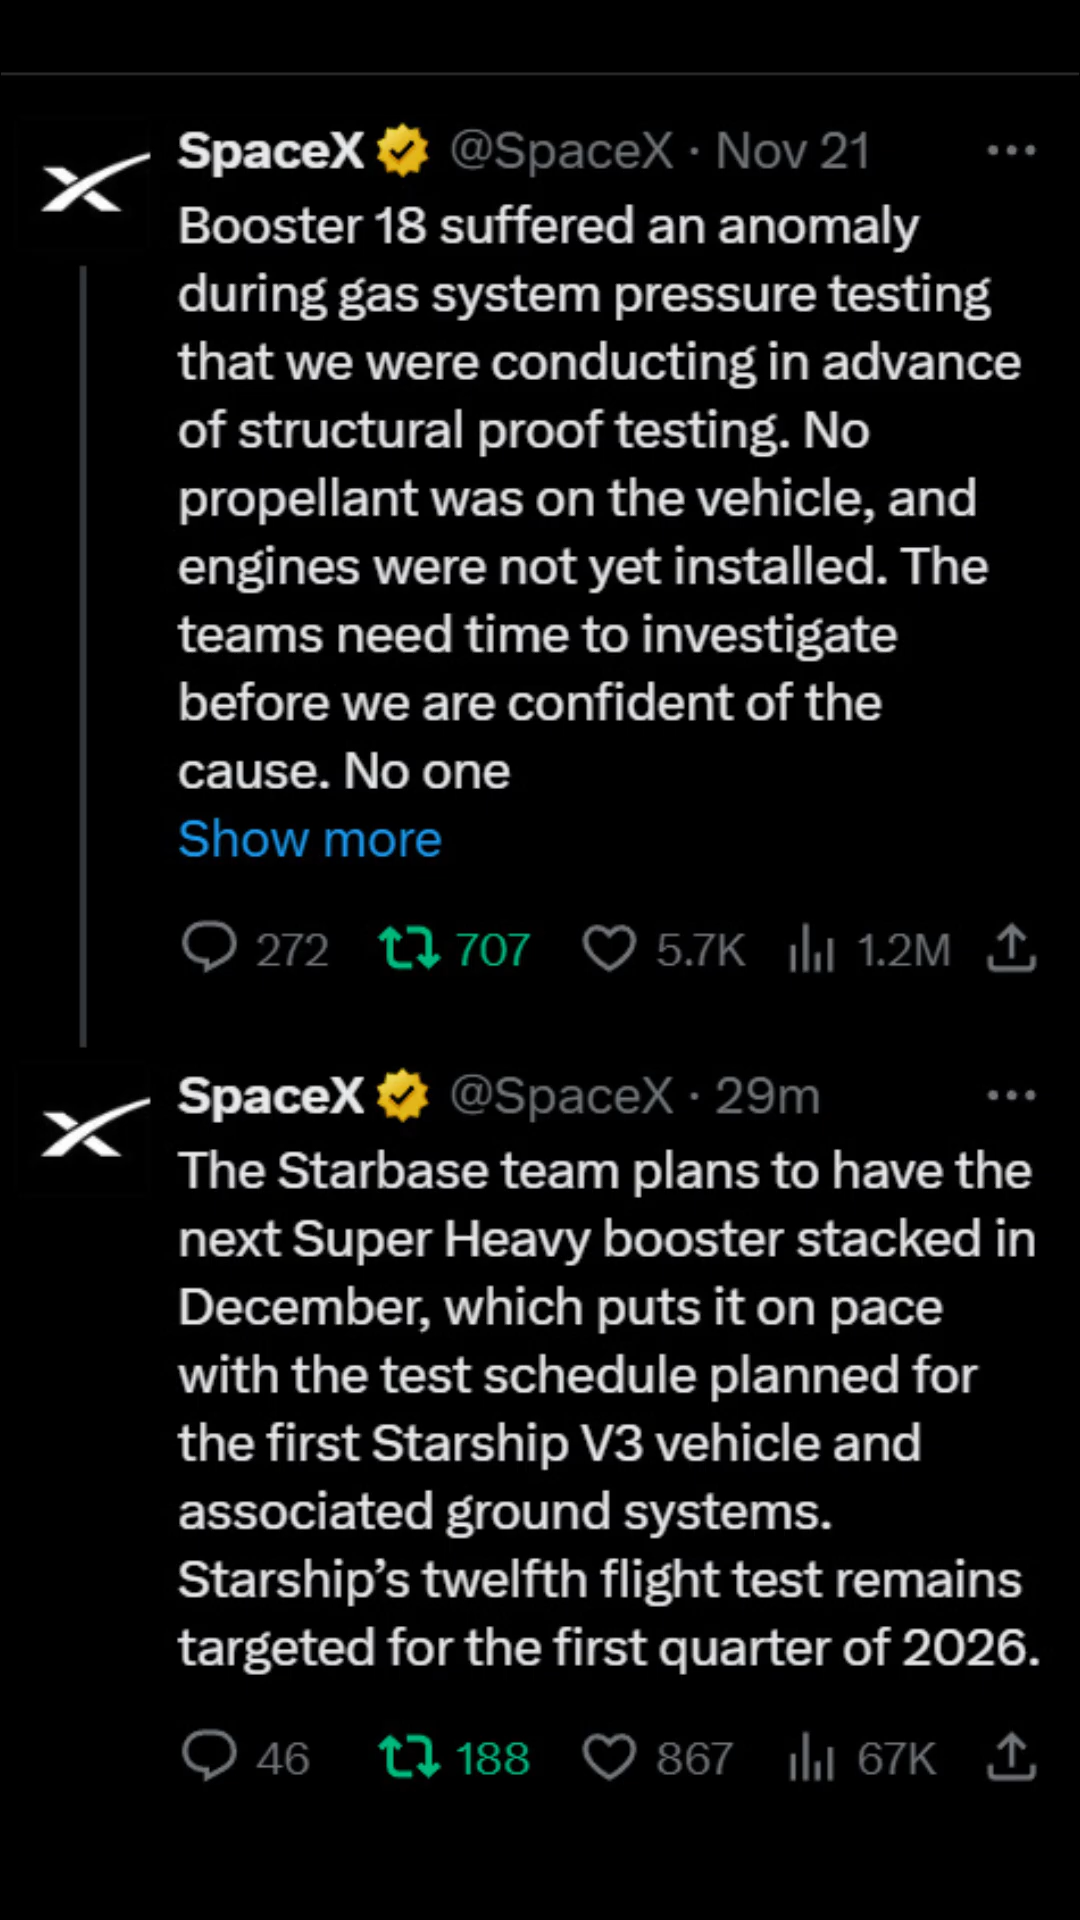 SpaceX @SpaceX · Nov 21
Booster 18 suffered an anomaly
during gas system pressure testing
that we were conducting in advance
of structural proof testing. No
propellant was on the vehicle, and
engines were not yet installed. The
teams need time to investigate
before we are confident of the
cause. No one
Show more
272 707 5.7K 1.2M
SpaceX @SpaceX · 29m
The Starbase team plans to have the
next Super Heavy booster stacked in
December, which puts it on pace
with the test schedule planned for
the first Starship V3 vehicle and
associated ground systems.
Starship’s twelfth flight test remains
targeted for the first quarter of 2026.
46 188 867 67K